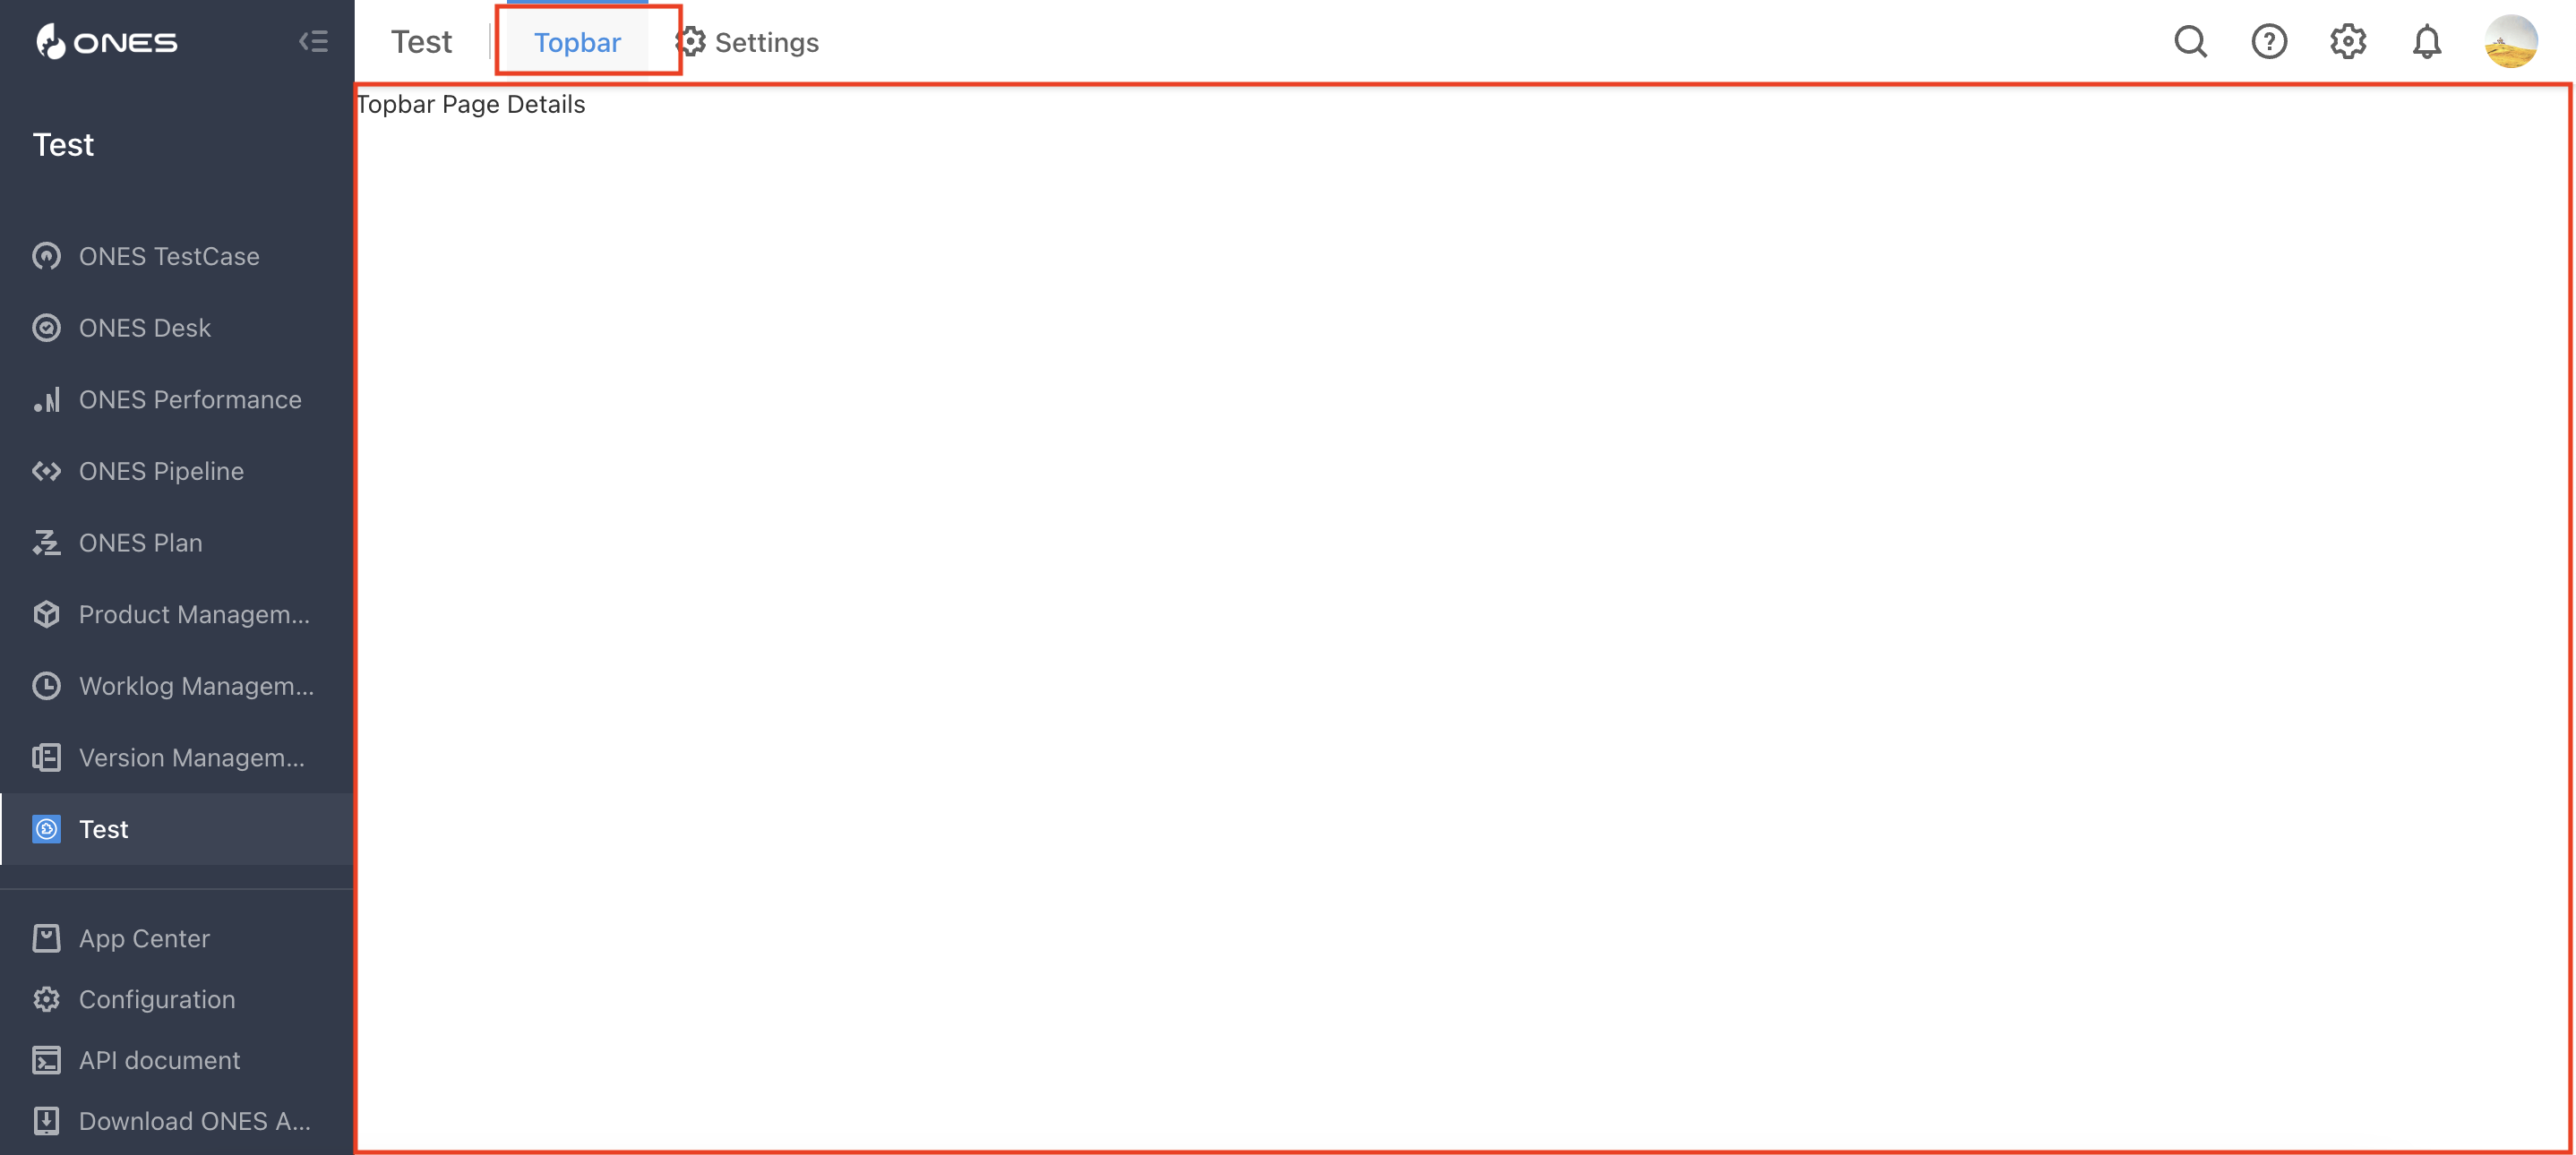 ONES
Test
Topbar
Settings
Topbar Page Details
Test
ONES TestCase
ONES Desk
ONES Performance
ONES Pipeline
ONES Plan
Product Managem...
Worklog Managem...
Version Managem...
Test
App Center
Configuration
API document
Download ONES A...